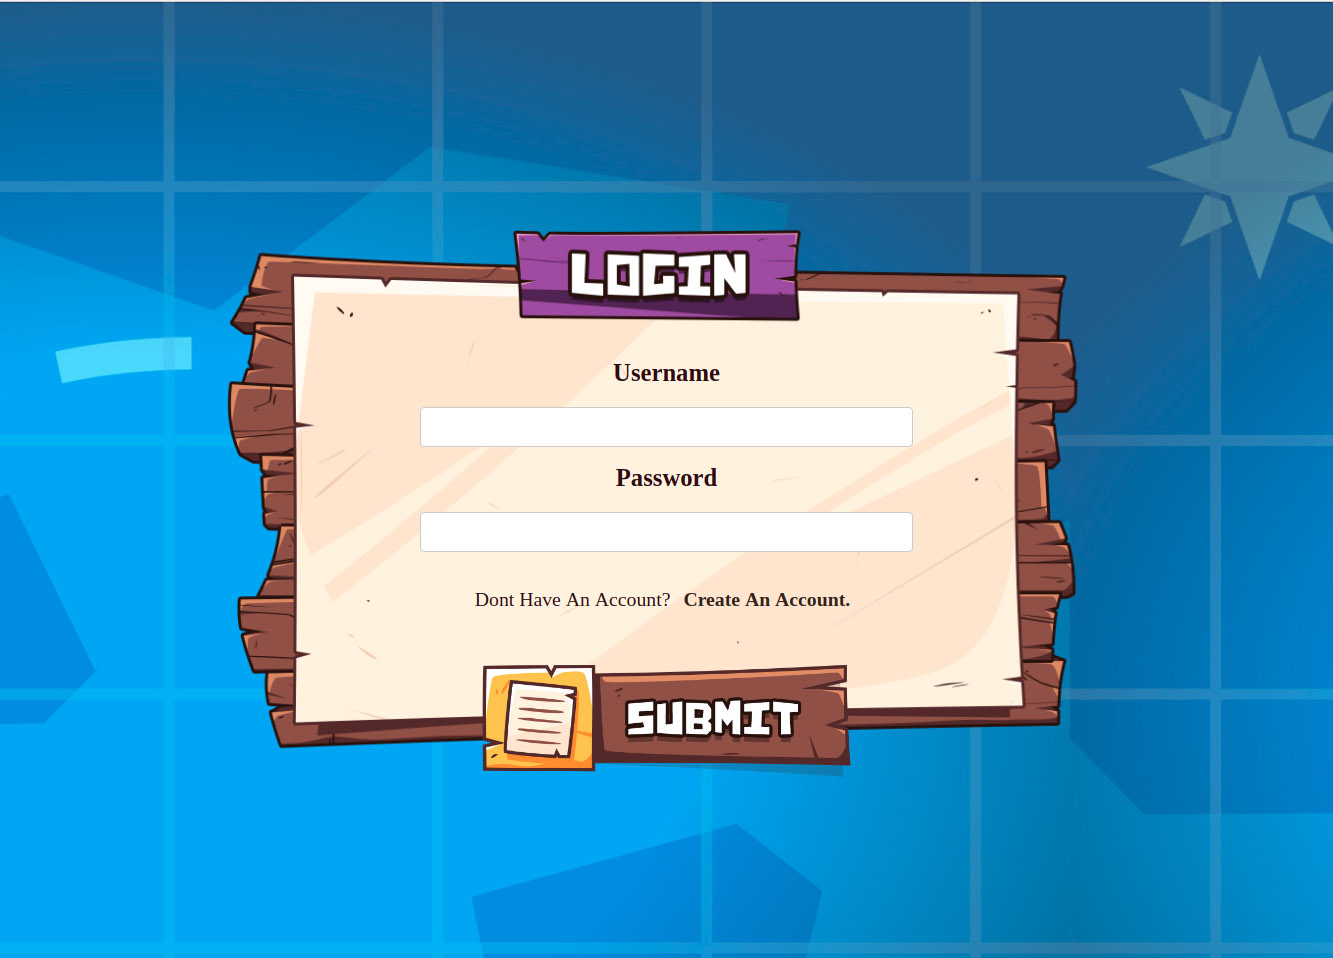 LOGIN
Username
Password
Dont Have An Account? Create An Account.
SUBMIT